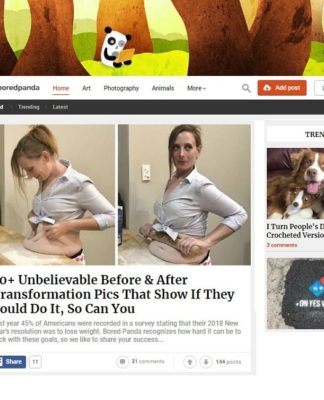 boredpanda Home Art Photography Animals More Add post Login
Trending Latest
0+ Unbelievable Before & After
ransformation Pics That Show If They
ould Do It, So Can You
st year 45% of Americans were recorded in a survey stating that their 2018 New
er's resolution was to lose weight. Bored Panda recognizes how hard it can be to
ck with these goals, so we like to share your success...
Share 11 31 comments 144 points
TREN
I Turn People's D
Crocheted Versio
3 comments
#OH YES W